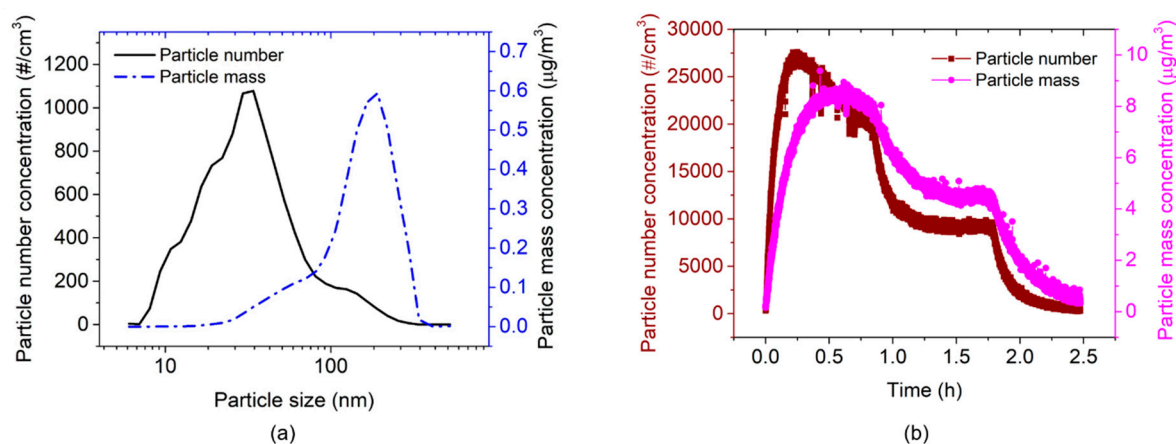 Particle number
Particle mass
Particle number concentration (#/cm³)
1200
1000
800
600
400
200
0
Particle mass concentration (μg/m³)
0.7
0.6
0.5
0.4
0.3
0.2
0.1
0.0
10
100
Particle size (nm)
(a)
Particle number
Particle mass
Particle number concentration (#/cm³)
30000
25000
20000
15000
10000
5000
0
Particle mass concentration (μg/m³)
10
8
6
4
2
0
0.0 0.5 1.0 1.5 2.0 2.5
Time (h)
(b)